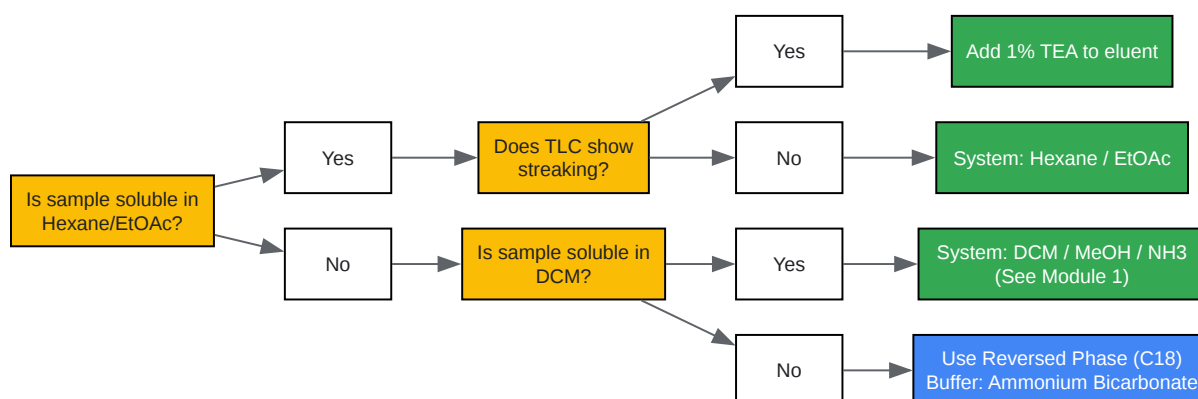 Is sample soluble in
Hexane/EtOAc?
Yes
Does TLC show
streaking?
Yes
Add 1% TEA to eluent
No
System: Hexane / EtOAc
No
Is sample soluble in
DCM?
Yes
System: DCM / MeOH / NH3
(See Module 1)
No
Use Reversed Phase (C18)
Buffer: Ammonium Bicarbonate